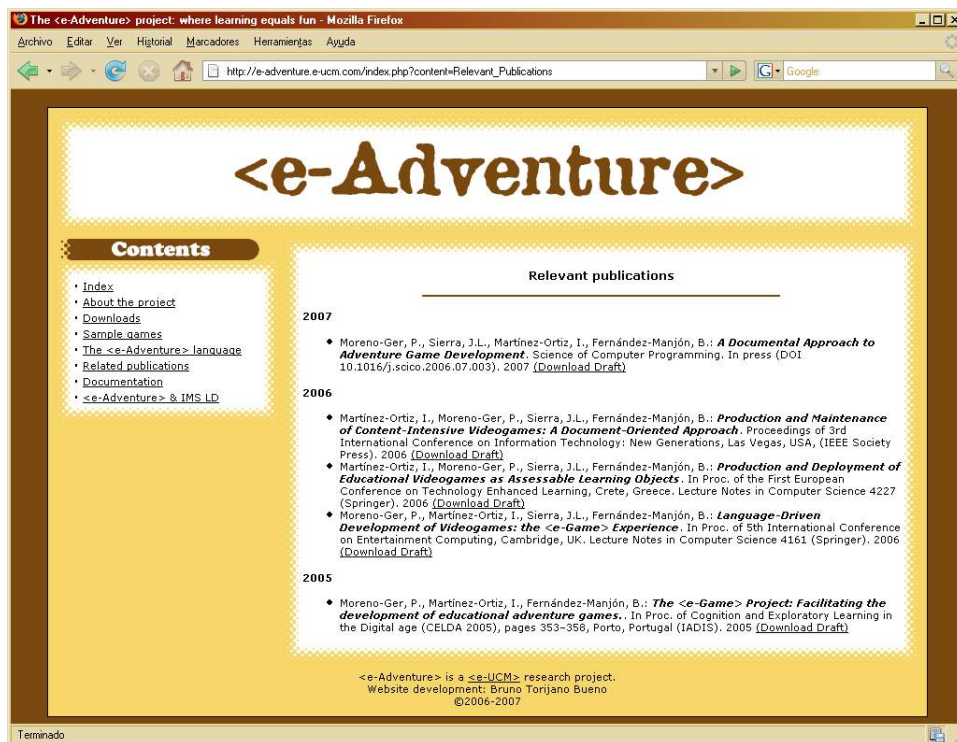 The <e-Adventure> project: where learning equals fun - Mozilla Firefox
Archivo Editar Ver Historial Marcadores Herramientas Ayuda
http://e-adventure.e-ucm.com/index.php?content=Relevant_Publications
G Google
<e-Adventure>
Contents
• Index
• About the project
• Downloads
• Sample games
• The <e-Adventure> language
• Related publications
• Documentation
• <e-Adventure> & IMS LD
Relevant publications
2007
Moreno-Ger, P., Sierra, J.L., Martínez-Ortiz, I., Fernández-Manjón, B.: A Documental Approach to
Adventure Game Development. Science of Computer Programming. In press (DOI
10.1016/j.scico.2006.07.003). 2007 (Download Draft)
2006
Martínez-Ortiz, I., Moreno-Ger, P., Sierra, J.L., Fernández-Manjón, B.: Production and Maintenance
of Content-Intensive Videogames: A Document-Oriented Approach. Proceedings of 3rd
International Conference on Information Technology: New Generations, Las Vegas, USA, (IEEE Society
Press). 2006 (Download Draft)
Martínez-Ortiz, I., Moreno-Ger, P., Sierra, J.L., Fernández-Manjón, B.: Production and Deployment of
Educational Videogames as Assessable Learning Objects. In Proc. of the First European
Conference on Technology Enhanced Learning, Crete, Greece. Lecture Notes in Computer Science 4227
(Springer). 2006 (Download Draft)
Moreno-Ger, P., Martínez-Ortiz, I., Sierra, J.L., Fernández-Manjón, B.: Language-Driven
Development of Videogames: the <e-Game> Experience. In Proc. of 5th International Conference
on Entertainment Computing, Cambridge, UK. Lecture Notes in Computer Science 4161 (Springer). 2006
(Download Draft)
2005
Moreno-Ger, P., Martínez-Ortiz, I., Fernández-Manjón, B.: The <e-Game> Project: Facilitating the
development of educational adventure games.. In Proc. of Cognition and Exploratory Learning in
the Digital age (CELDA 2005), pages 353-358, Porto, Portugal (IADIS). 2005 (Download Draft)
<e-Adventure> is a <e-UCM> research project.
Website development: Bruno Torijano Bueno
©2006-2007
Terminado